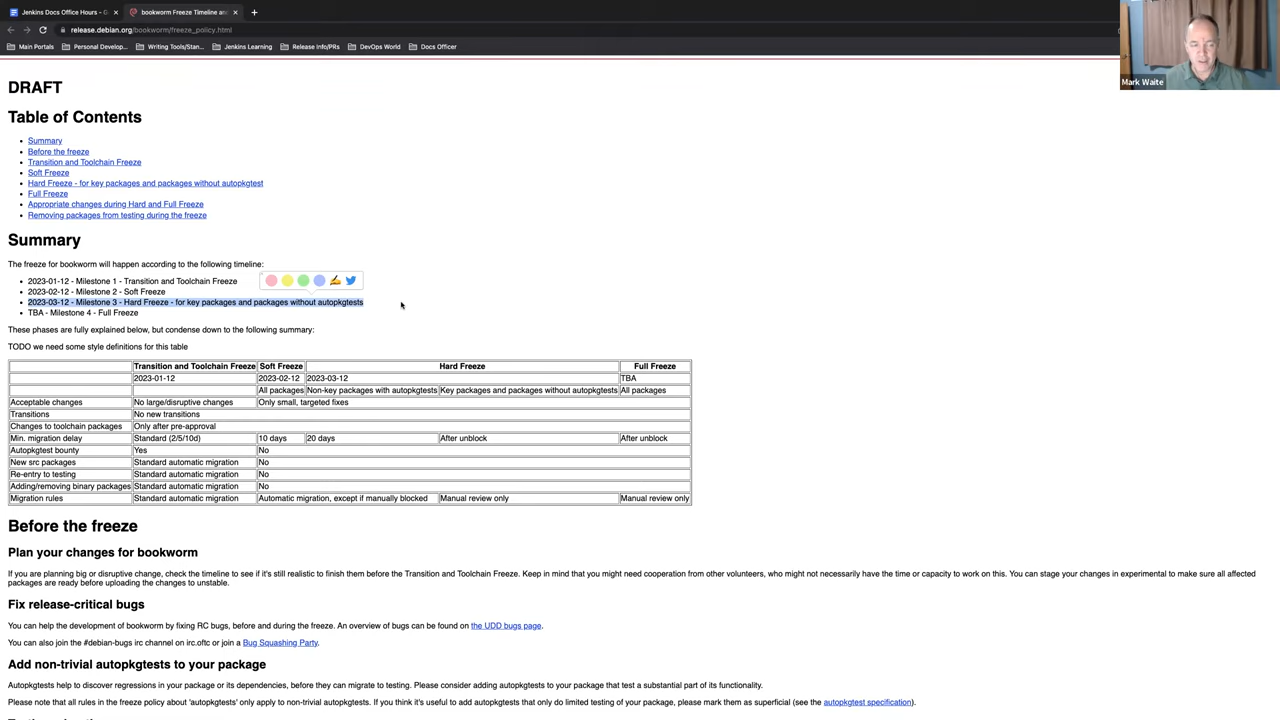 Jenkins Docs Office Hours - G
bookworm Freeze Timeline an
release.debian.org/bookworm/freeze_policy.html
Main Portals
Personal Develop...
Writing Tools/Stan...
Jenkins Learning
Release Info/PRs
DevOps World
Docs Officer
Mark Waite
DRAFT
Table of Contents
Summary
Before the freeze
Transition and Toolchain Freeze
Soft Freeze
Hard Freeze - for key packages and packages without autopkgtest
Full Freeze
Appropriate changes during Hard and Full Freeze
Removing packages from testing during the freeze
Summary
The freeze for bookworm will happen according to the following timeline:
2023-01-12 - Milestone 1 - Transition and Toolchain Freeze
2023-02-12 - Milestone 2 - Soft Freeze
2023-03-12 - Milestone 3 - Hard Freeze - for key packages and packages without autopkgtests
TBA - Milestone 4 - Full Freeze
These phases are fully explained below, but condense down to the following summary:
TODO we need some style definitions for this table
Transition and Toolchain Freeze Soft Freeze Hard Freeze Full Freeze
2023-01-12 2023-02-12 2023-03-12 TBA
All packages Non-key packages with autopkgtests Key packages and packages without autopkgtests All packages
Acceptable changes No large/disruptive changes Only small, targeted fixes
Transitions No new transitions
Changes to toolchain packages Only after pre-approval
Min. migration delay Standard (2/5/10d) 10 days 20 days After unblock After unblock
Autopkgtest bounty Yes No
New src packages Standard automatic migration No
Re-entry to testing Standard automatic migration No
Adding/removing binary packages Standard automatic migration No
Migration rules Standard automatic migration Automatic migration, except if manually blocked Manual review only Manual review only
Before the freeze
Plan your changes for bookworm
If you are planning big or disruptive change, check the timeline to see if it's still realistic to finish them before the Transition and Toolchain Freeze. Keep in mind that you might need cooperation from other volunteers, who might not necessarily have the time or capacity to work on this. You can stage your changes in experimental to make sure all affected
packages are ready before uploading the changes to unstable.
Fix release-critical bugs
You can help the development of bookworm by fixing RC bugs, before and during the freeze. An overview of bugs can be found on the UDD bugs page.
You can also join the #debian-bugs irc channel on irc.oftc or join a Bug Squashing Party.
Add non-trivial autopkgtests to your package
Autopkgtests help to discover regressions in your package or its dependencies, before they can migrate to testing. Please consider adding autopkgtests to your package that test a substantial part of its functionality.
Please note that all rules in the freeze policy about 'autopkgtests' only apply to non-trivial autopkgtests. If you think it's useful to add autopkgtests that only do limited testing of your package, please mark them as superficial (see the autopkgtest specification).